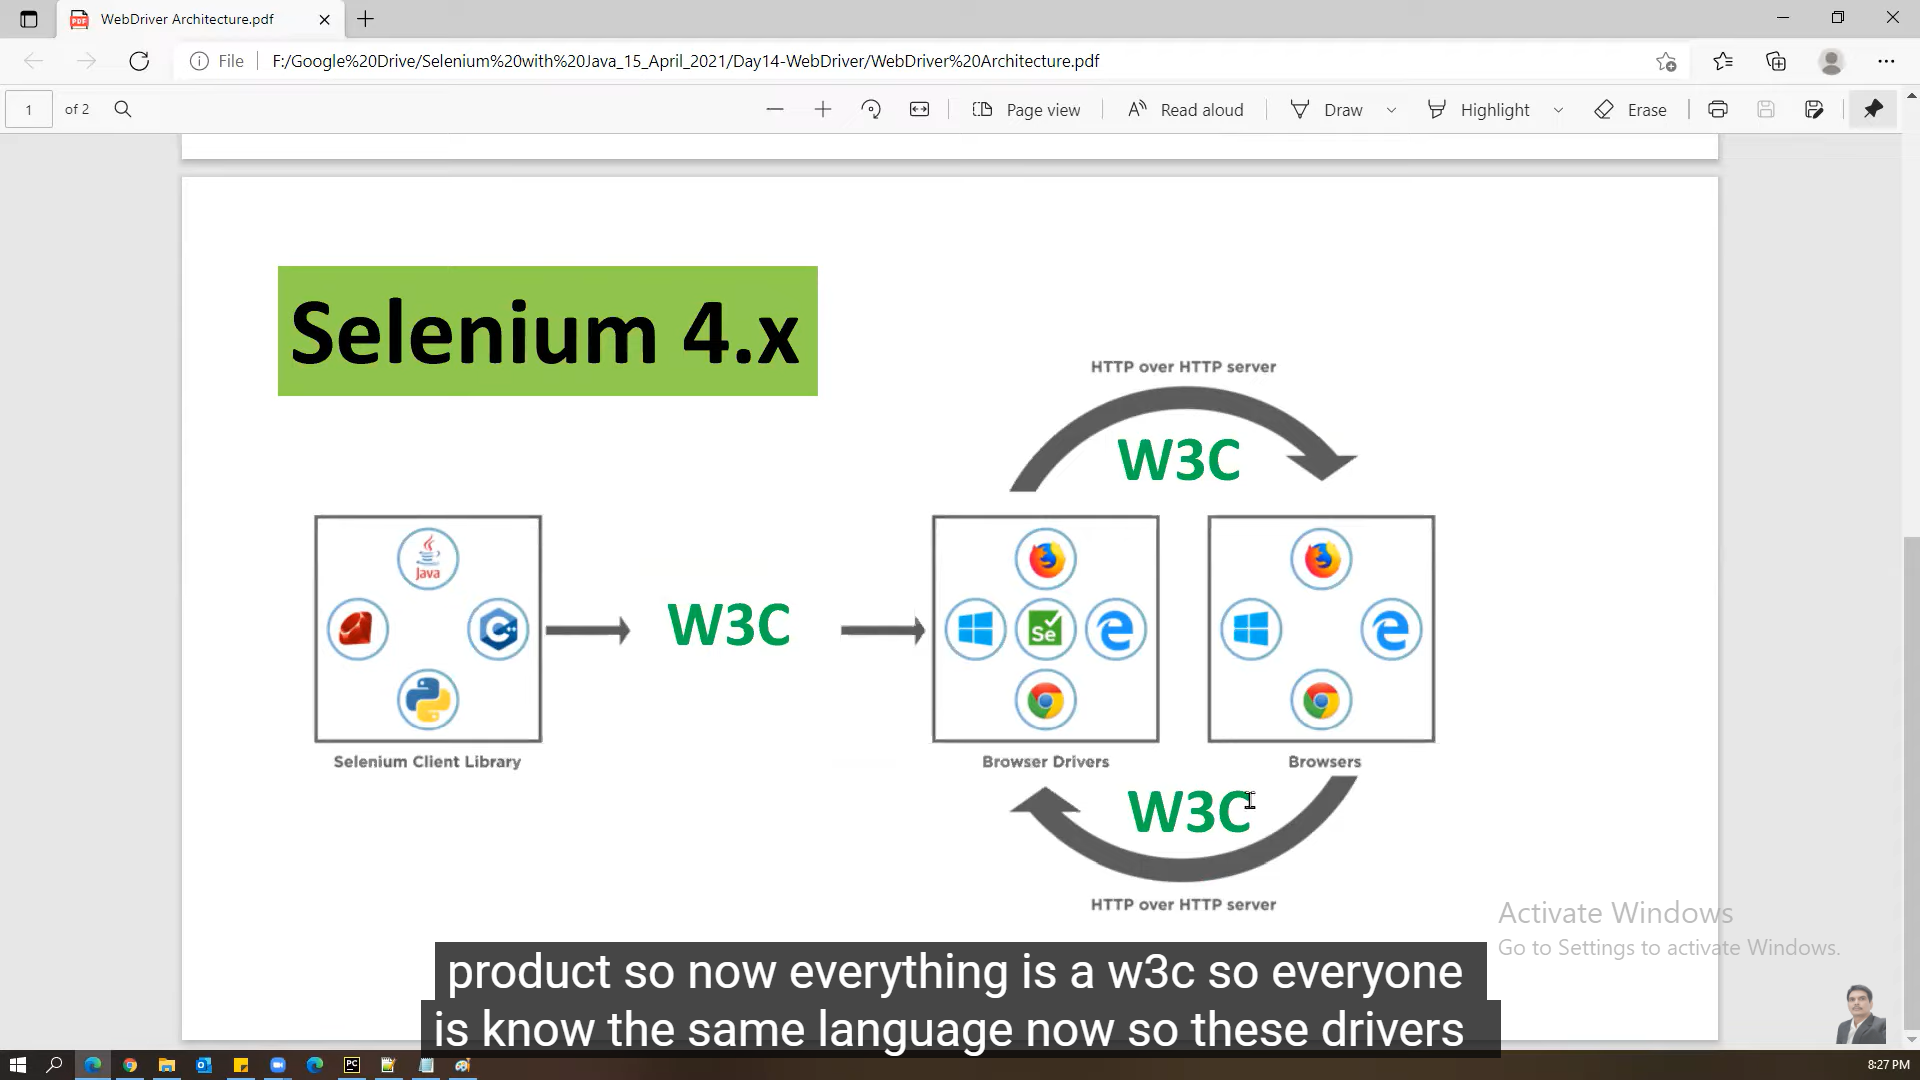 WebDriver Architecture.pdf
File
F:/Google%20Drive/Selenium%20with%20Java_15_April_2021/Day14-WebDriver/WebDriver%20Architecture.pdf
1 of 2
Page view
Read aloud
Draw
Highlight
Erase
Selenium 4.x
HTTP over HTTP server
W3C
Java
W3C
Se
Selenium Client Library
Browser Drivers
Browsers
W3C
HTTP over HTTP server
Activate Windows
Go to Settings to activate Windows.
product so now everything is a w3c so everyone
is know the same language now so these drivers
8:27 PM